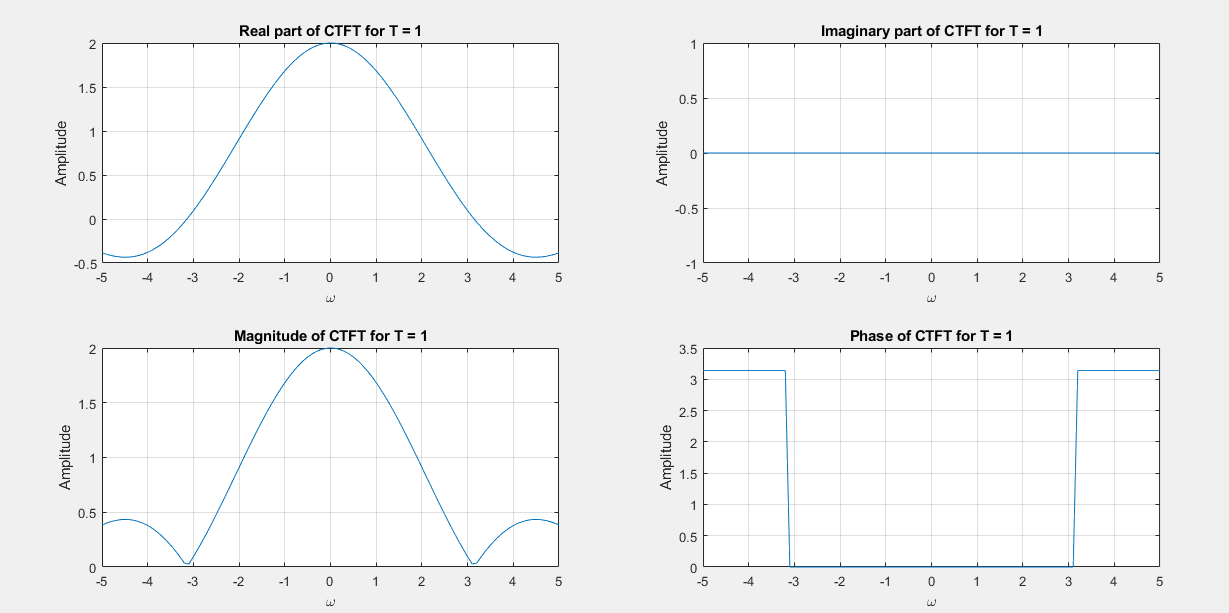 Real part of CTFT for T = 1
Amplitude
2
1.5
1
0.5
0
-0.5
-5 -4 -3 -2 -1 0 1 2 3 4 5
ω
Imaginary part of CTFT for T = 1
Amplitude
1
0.5
0
-0.5
-1
-5 -4 -3 -2 -1 0 1 2 3 4 5
ω
Magnitude of CTFT for T = 1
Amplitude
2
1.5
1
0.5
0
-5 -4 -3 -2 -1 0 1 2 3 4 5
ω
Phase of CTFT for T = 1
Amplitude
3.5
3
2.5
2
1.5
1
0.5
0
-5 -4 -3 -2 -1 0 1 2 3 4 5
ω